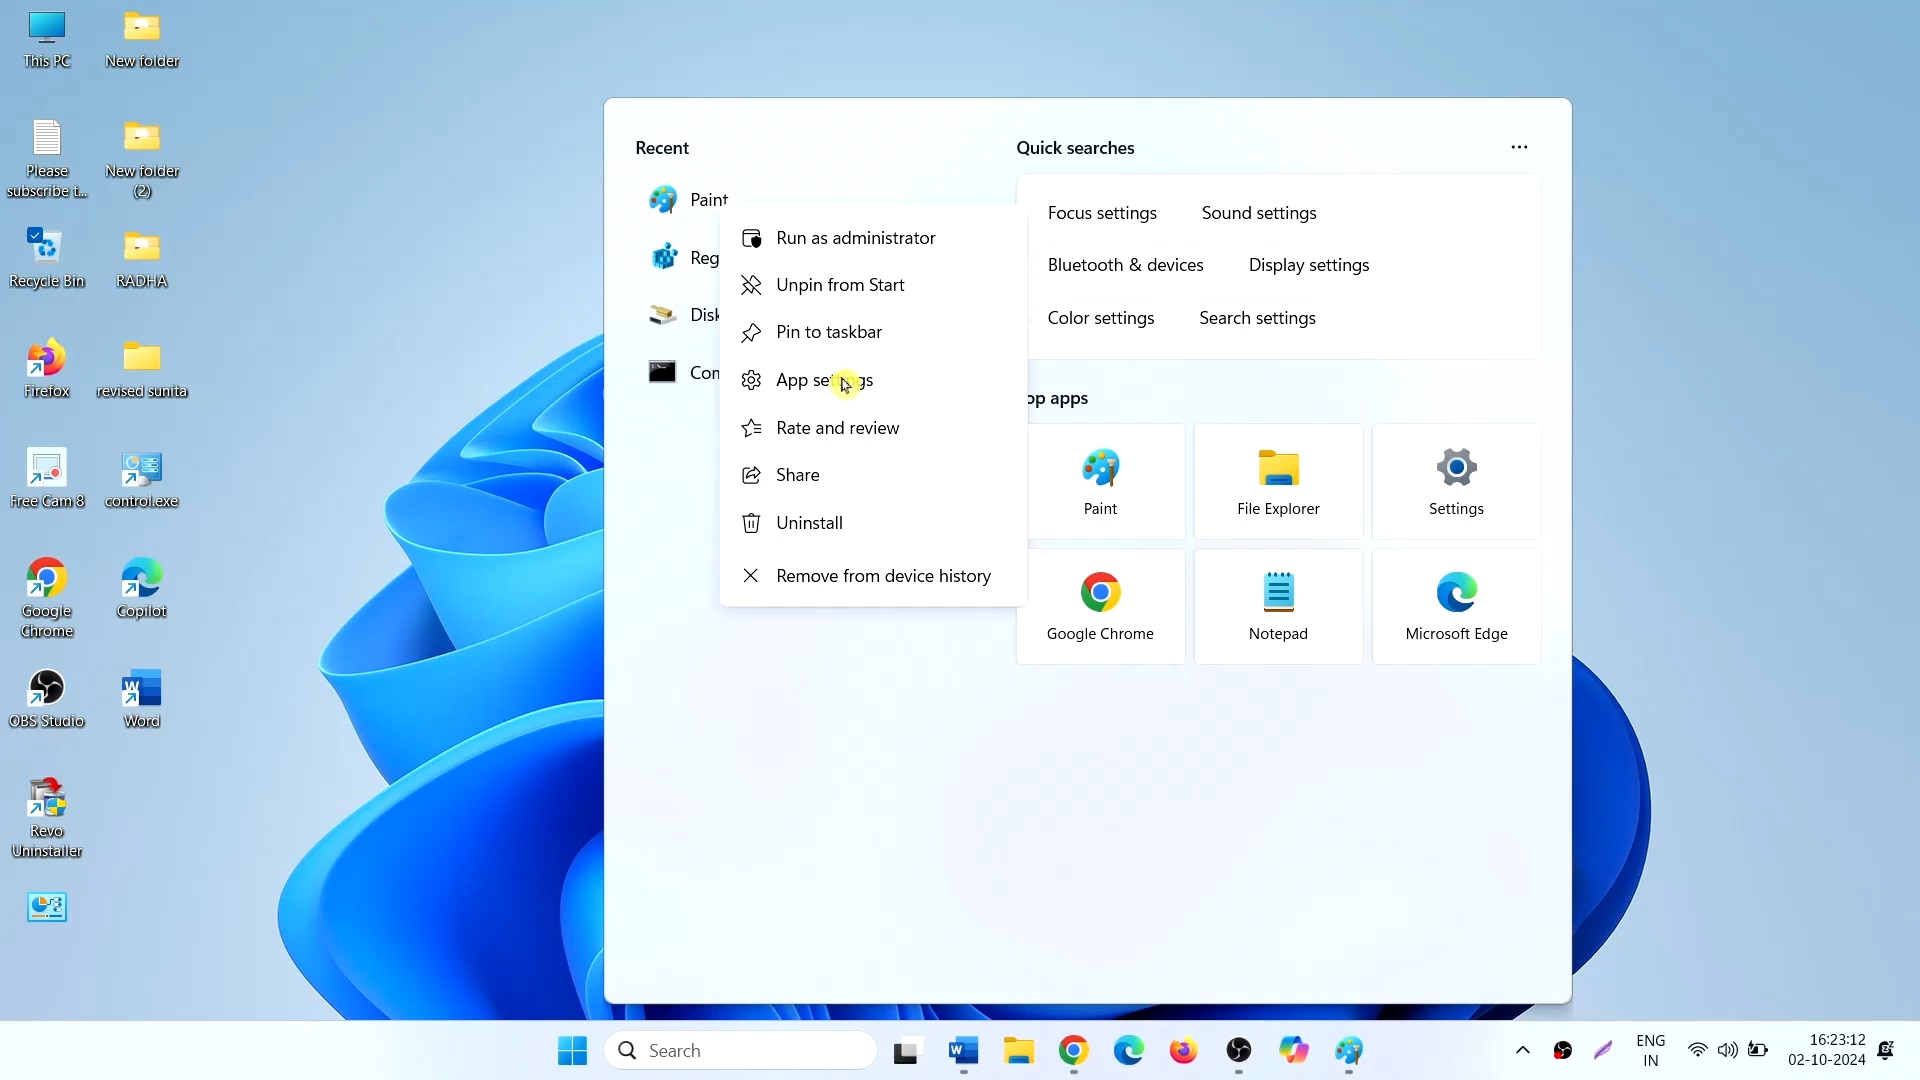 This PC
New folder
Please
subscribe t...
New folder
(2)
Recycle Bin
RADHA
Firefox
revised sunita
Free Cam 8
control.exe
Google
Chrome
Copilot
OBS Studio
Word
Revo
Uninstaller
Recent
Paint
Reg
Disk
Com
Run as administrator
Unpin from Start
Pin to taskbar
App settings
Rate and review
Share
Uninstall
Remove from device history
Quick searches
Focus settings
Sound settings
Bluetooth & devices
Display settings
Color settings
Search settings
op apps
Paint
File Explorer
Settings
Google Chrome
Notepad
Microsoft Edge
Search
ENG
IN
16:23:12
02-10-2024